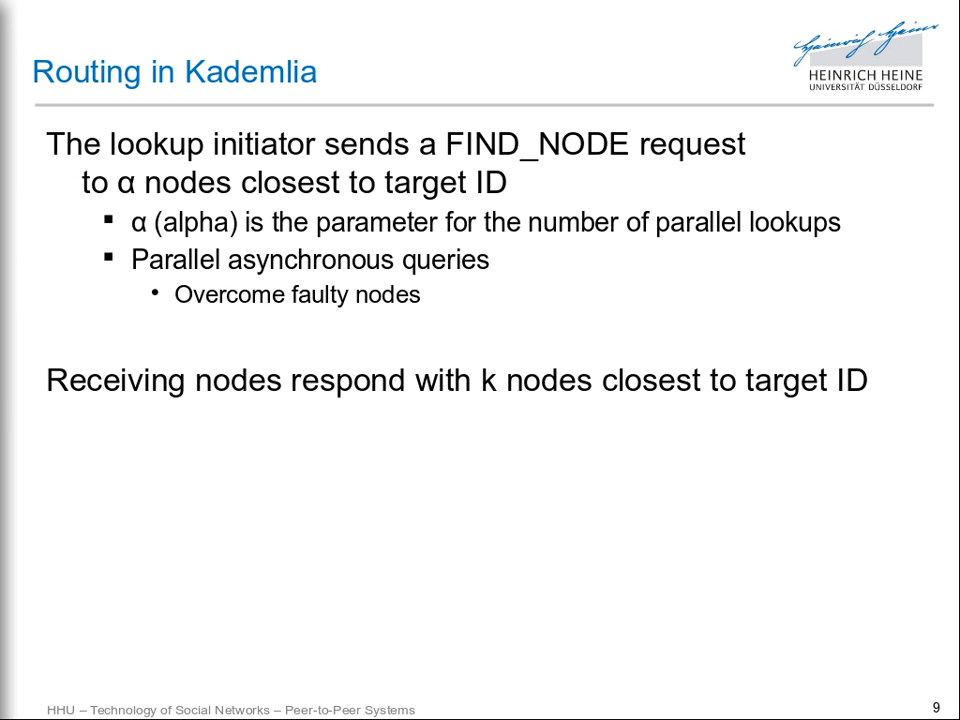 Heinrich Heine
HEINRICH HEINE
UNIVERSITÄT DÜSSELDORF
Routing in Kademlia
The lookup initiator sends a FIND_NODE request
to α nodes closest to target ID
▪ α (alpha) is the parameter for the number of parallel lookups
▪ Parallel asynchronous queries
• Overcome faulty nodes
Receiving nodes respond with k nodes closest to target ID
HHU – Technology of Social Networks – Peer-to-Peer Systems
9